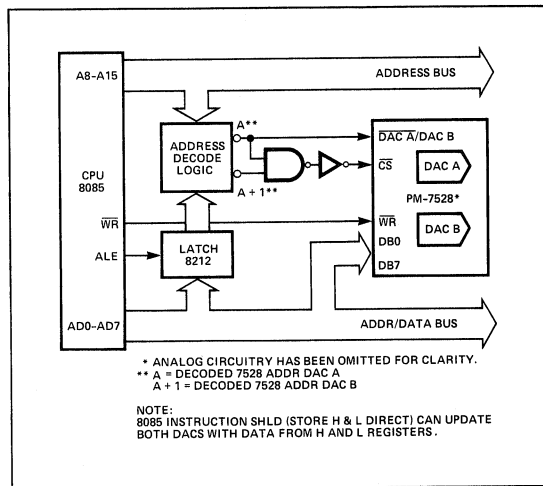 A8–A15
ADDRESS BUS
A**
ADDRESS
DECODE
LOGIC
DAC A/DAC B
CS
DAC A
CPU
8085
A + 1**
PM-7528*
WR
WR
DAC B
LATCH
8212
DB0
ALE
DB7
AD0–AD7
ADDR/DATA BUS
* ANALOG CIRCUITRY HAS BEEN OMITTED FOR CLARITY.
** A = DECODED 7528 ADDR DAC A
A + 1 = DECODED 7528 ADDR DAC B
NOTE:
8085 INSTRUCTION SHLD (STORE H & L DIRECT) CAN UPDATE
BOTH DACS WITH DATA FROM H AND L REGISTERS.